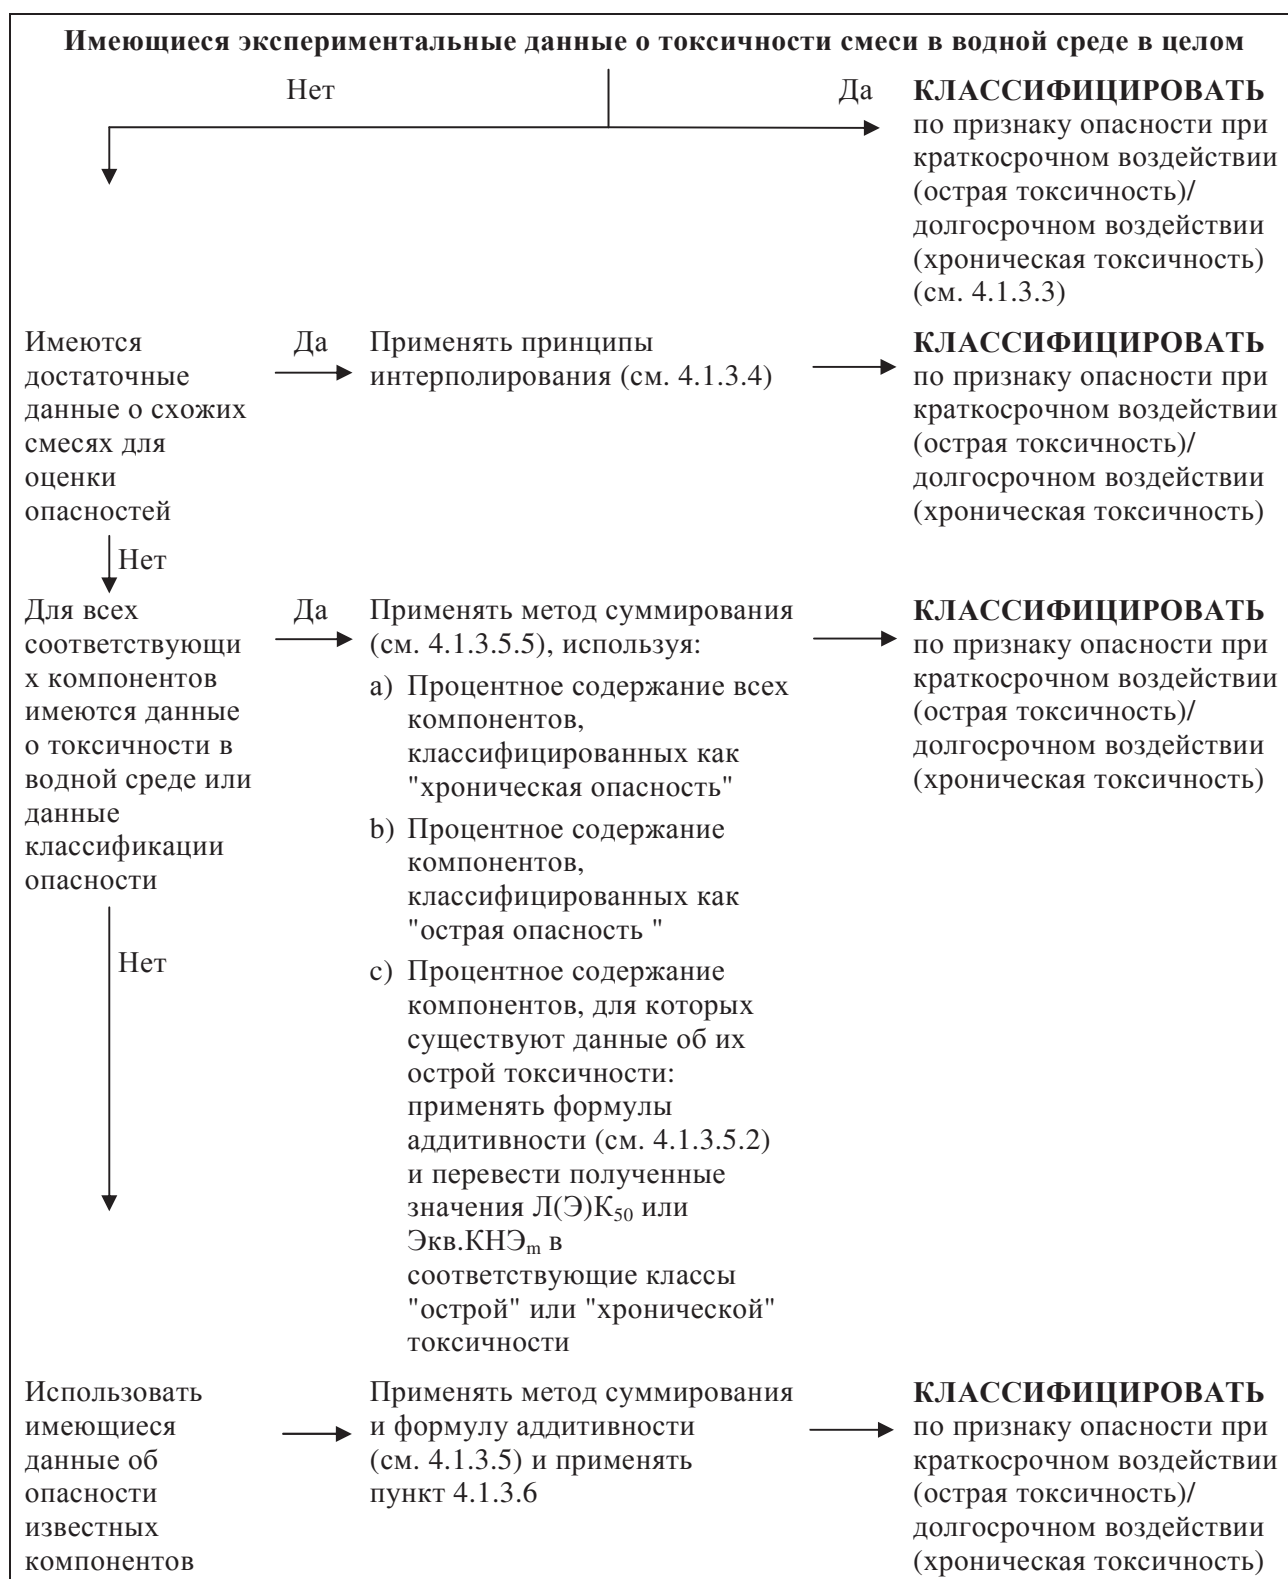 Имеющиеся экспериментальные данные о токсичности смеси в водной среде в целом
Нет
Да
КЛАССИФИЦИРОВАТЬ
по признаку опасности при
краткосрочном воздействии
(острая токсичность)/
долгосрочном воздействии
(хроническая токсичность)
(см. 4.1.3.3)
Имеются
достаточные
данные о схожих
смесях для
оценки
опасностей
Да
Применять принципы
интерполирования (см. 4.1.3.4)
КЛАССИФИЦИРОВАТЬ
по признаку опасности при
краткосрочном воздействии
(острая токсичность)/
долгосрочном воздействии
(хроническая токсичность)
Нет
Для всех
соответствующи
х компонентов
имеются данные
о токсичности в
водной среде или
данные
классификации
опасности
Да
Применять метод суммирования
(см. 4.1.3.5.5), используя:
a) Процентное содержание всех
компонентов,
классифицированных как
"хроническая опасность"
b) Процентное содержание
компонентов,
классифицированных как
"острая опасность "
c) Процентное содержание
компонентов, для которых
существуют данные об их
острой токсичности:
применять формулы
аддитивности (см. 4.1.3.5.2)
и перевести полученные
значения Л(Э)К50 или
Экв.КНЭm в
соответствующие классы
"острой" или "хронической"
токсичности
КЛАССИФИЦИРОВАТЬ
по признаку опасности при
краткосрочном воздействии
(острая токсичность)/
долгосрочном воздействии
(хроническая токсичность)
Нет
Использовать
имеющиеся
данные об
опасности
известных
компонентов
Применять метод суммирования
и формулу аддитивности
(см. 4.1.3.5) и применять
пункт 4.1.3.6
КЛАССИФИЦИРОВАТЬ
по признаку опасности при
краткосрочном воздействии
(острая токсичность)/
долгосрочном воздействии
(хроническая токсичность)